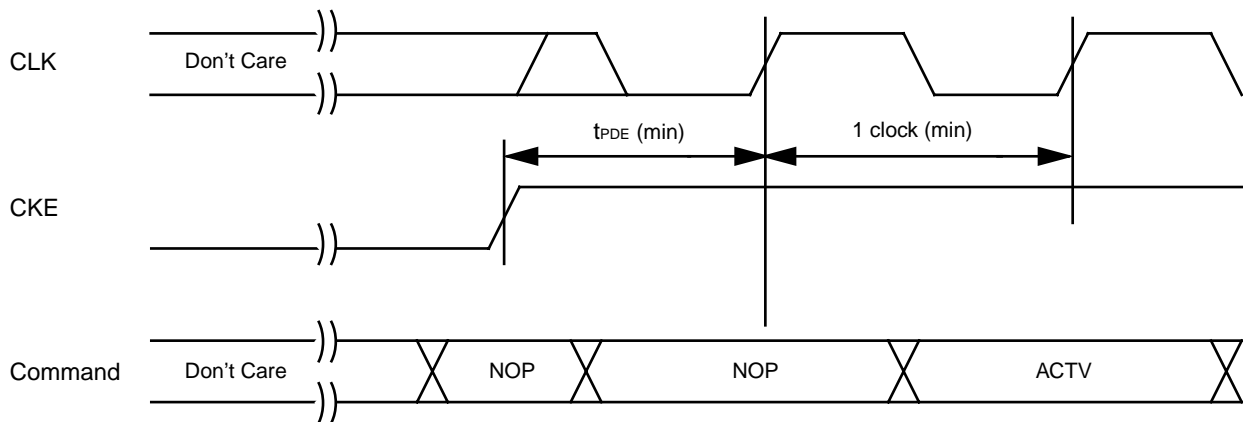 CLK Don't Care
tPDE (min) 1 clock (min)
CKE
Command Don't Care NOP NOP ACTV